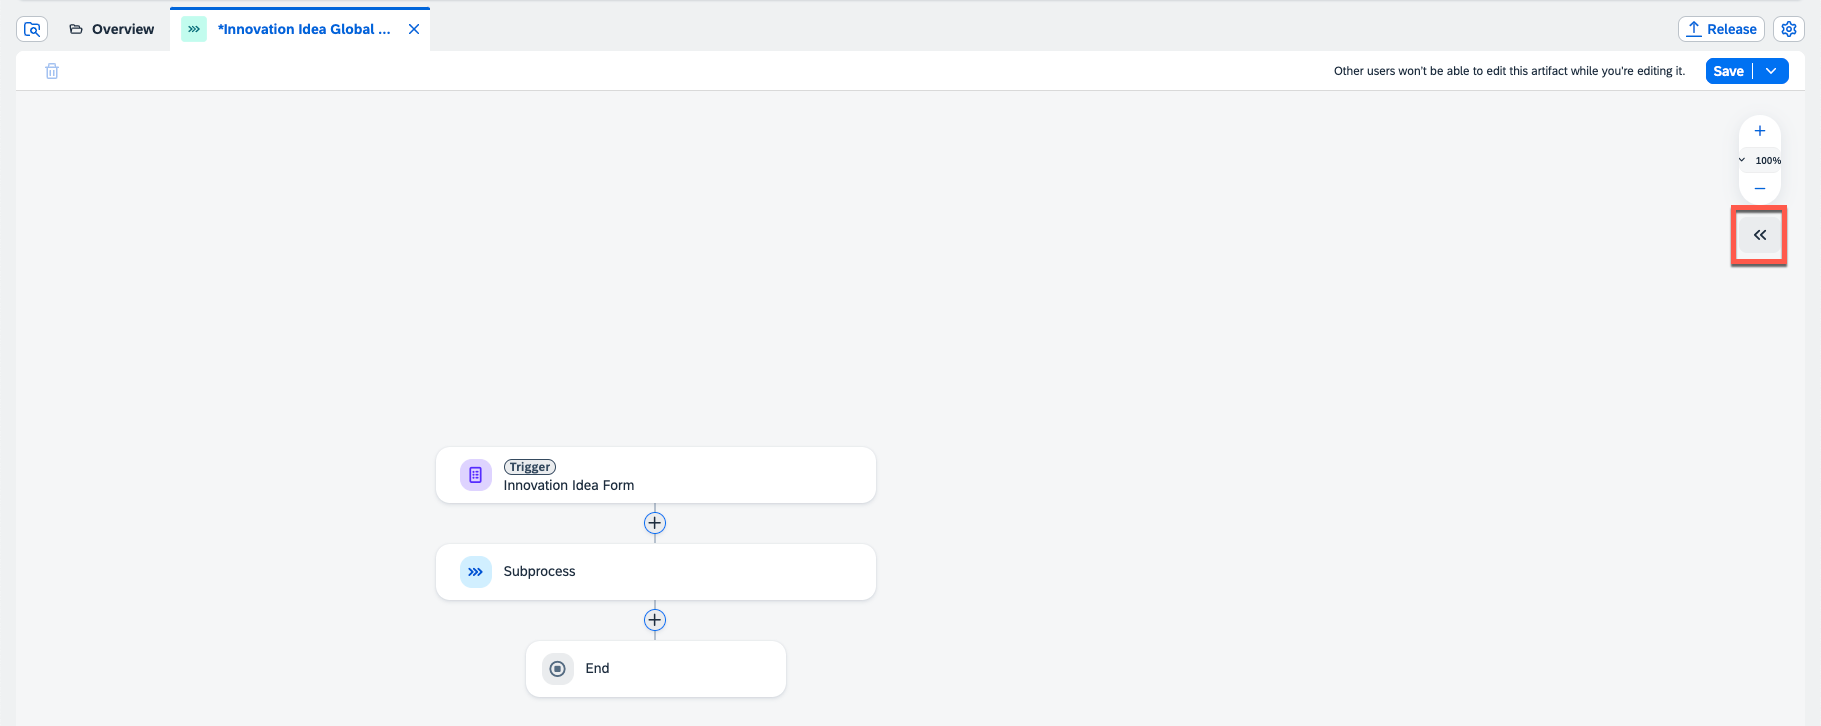 Overview
*Innovation Idea Global ...
Release
Other users won't be able to edit this artifact while you're editing it.
Save
100%
Trigger
Innovation Idea Form
Subprocess
End